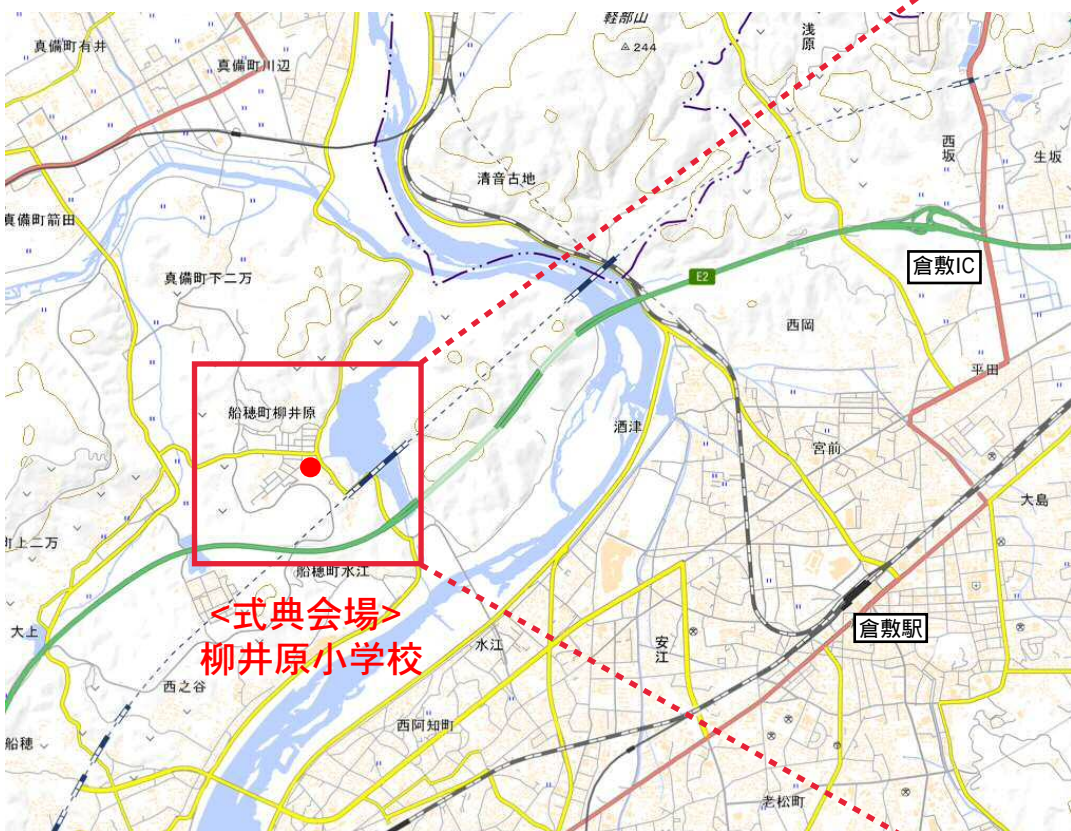 軽部山
244
浅原
真備町有井
真備町川辺
西坂
生坂
清音古地
真備町箭田
真備町下二万
倉敷IC
E2
西岡
平田
船穂町柳井原
酒津
宮前
大島
町上二万
船穂町水江
<式典会場>
柳井原小学校
大上
倉敷駅
水江
安江
西之谷
西阿知町
船穂
老松町